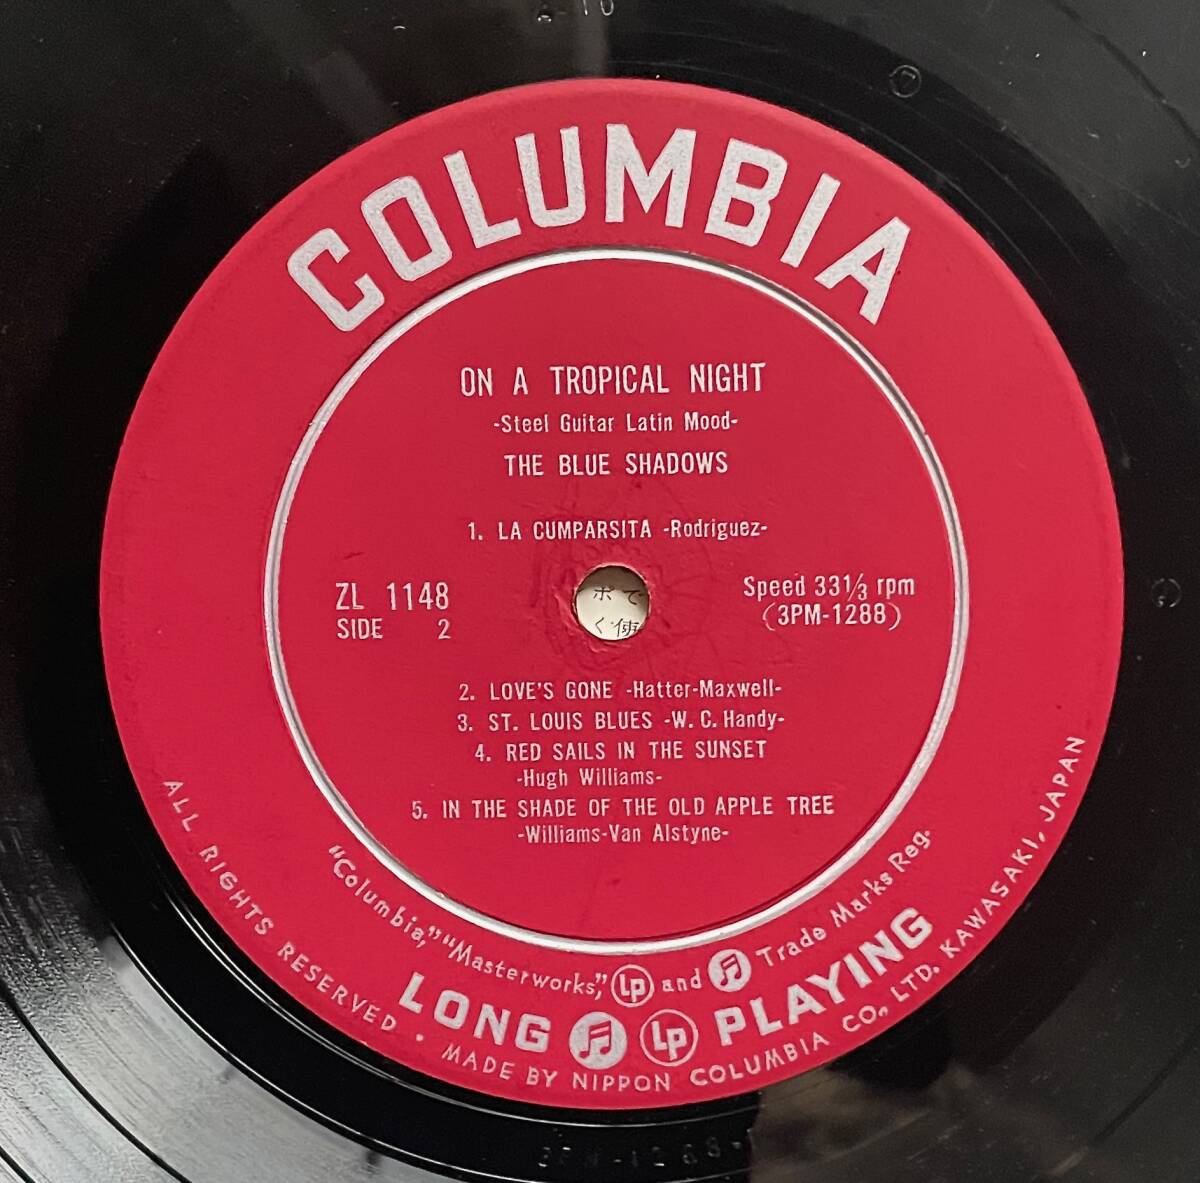 COLUMBIA
ON A TROPICAL NIGHT
-Steel Guitar Latin Mood-
THE BLUE SHADOWS
1. LA CUMPARSITA -Rodriguez-
ZL 1148
SIDE 2
Speed 33⅓ rpm
(3PM-1288)
ポ で
く
2. LOVE'S GONE -Hatter-Maxwell-
3. ST. LOUIS BLUES -W. C. Handy-
4. RED SAILS IN THE SUNSET
-Hugh Williams-
5. IN THE SHADE OF THE OLD APPLE TREE
-Williams-Van Alstyne-
"Columbia," "Masterworks," LP and Trade Marks Reg.
LONG LP PLAYING
ALL RIGHTS RESERVED · MADE BY NIPPON COLUMBIA CO., LTD. KAWASAKI, JAPAN